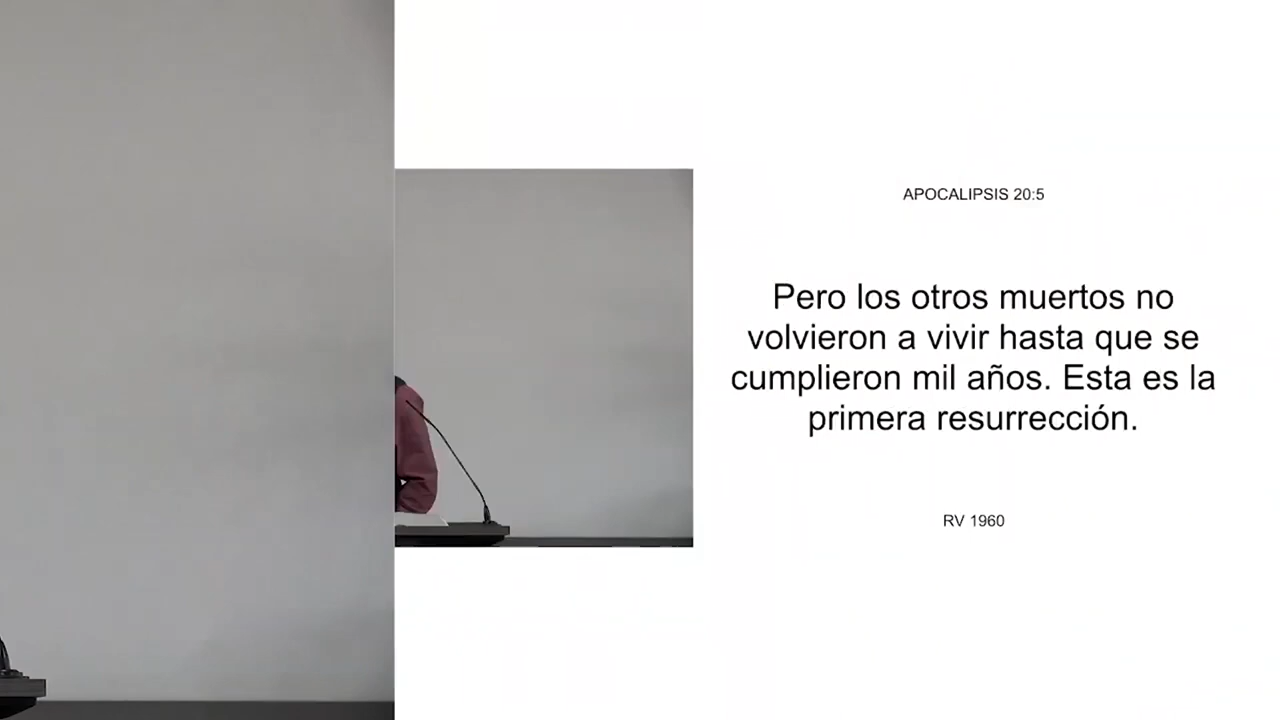 APOCALIPSIS 20:5
Pero los otros muertos no
volvieron a vivir hasta que se
cumplieron mil años. Esta es la
primera resurrección.
RV 1960